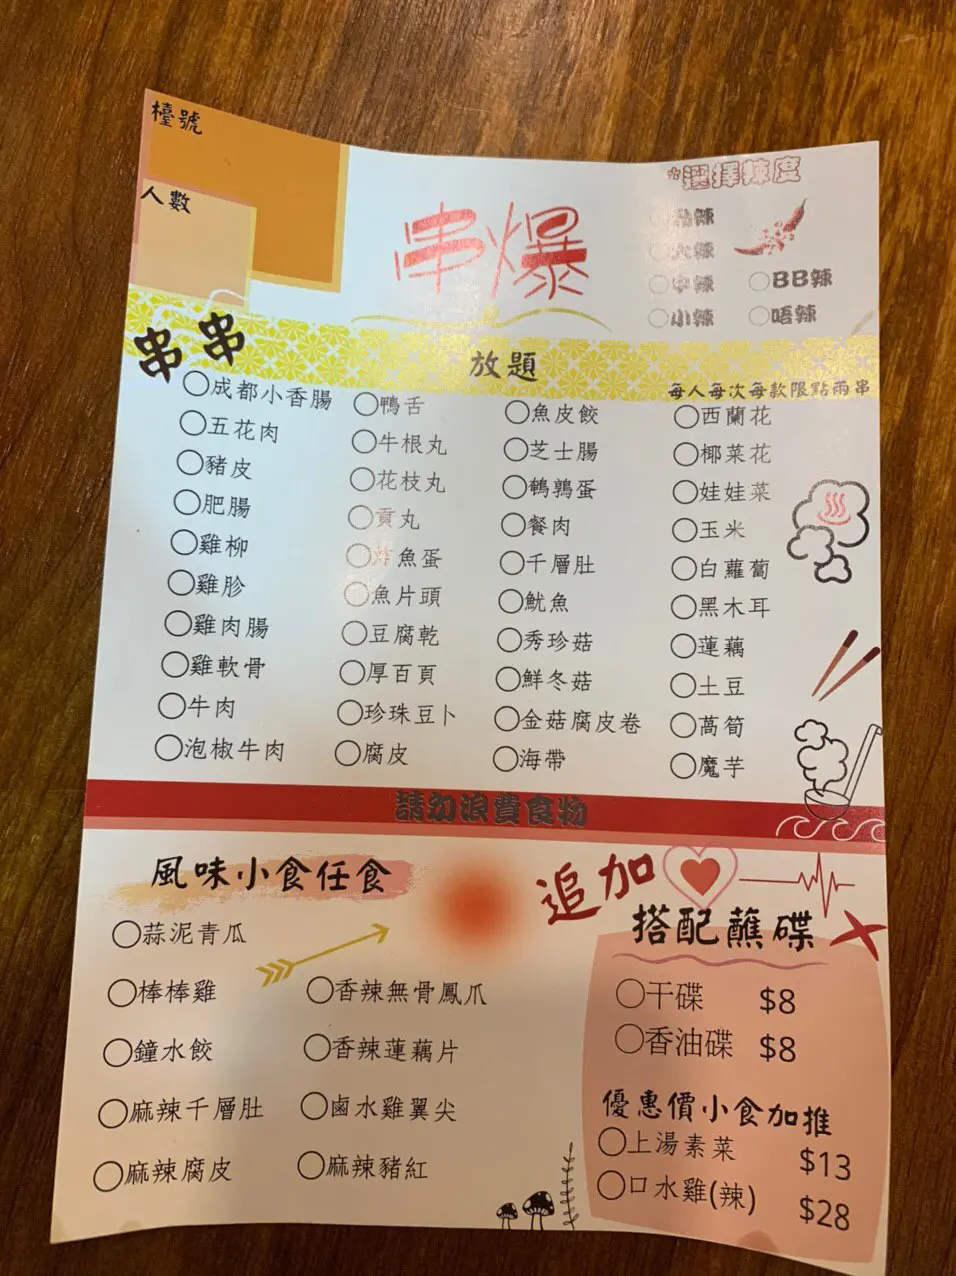 檯號
人數
串爆
*選擇辣度
大辣
中辣
BB辣
小辣
唔辣
串串
放題
每人每次每款限點兩串
成都小香腸
五花肉
豬皮
肥腸
雞柳
雞胗
雞肉腸
雞軟骨
牛肉
泡椒牛肉
鴨舌
牛根丸
花枝丸
貢丸
炸魚蛋
魚片頭
豆腐乾
厚百頁
珍珠豆卜
腐皮
魚皮餃
芝士腸
鵪鶉蛋
餐肉
千層肚
魷魚
秀珍菇
鮮冬菇
金菇腐皮卷
海帶
西蘭花
椰菜花
娃娃菜
玉米
白蘿蔔
黑木耳
蓮藕
土豆
萵筍
魔芋
請勿浪費食物
風味小食任食
蒜泥青瓜
棒棒雞
鐘水餃
麻辣千層肚
麻辣腐皮
香辣無骨鳳爪
香辣蓮藕片
鹵水雞翼尖
麻辣豬紅
追加
搭配蘸碟
干碟 $8
香油碟 $8
優惠價小食加推
上湯素菜 $13
口水雞(辣) $28